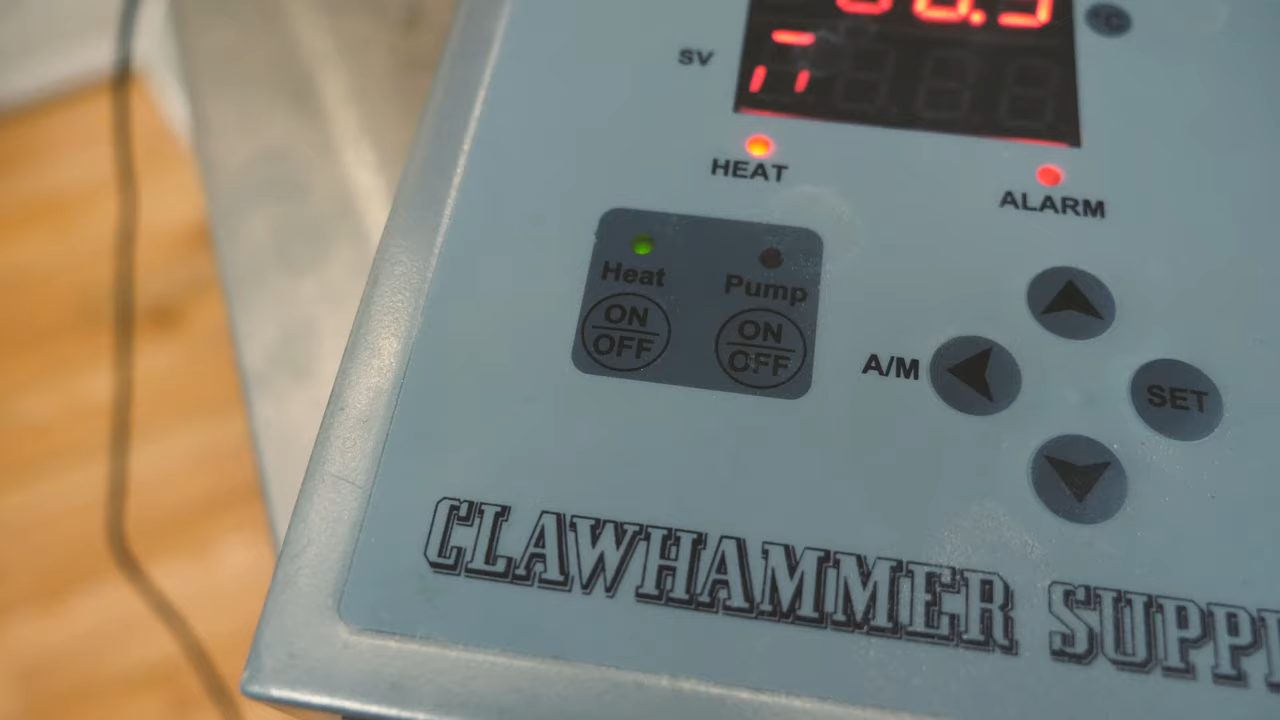 °C
SV
HEAT
ALARM
Heat
Pump
ON
OFF
ON
OFF
A/M
SET
CLAWHAMMER